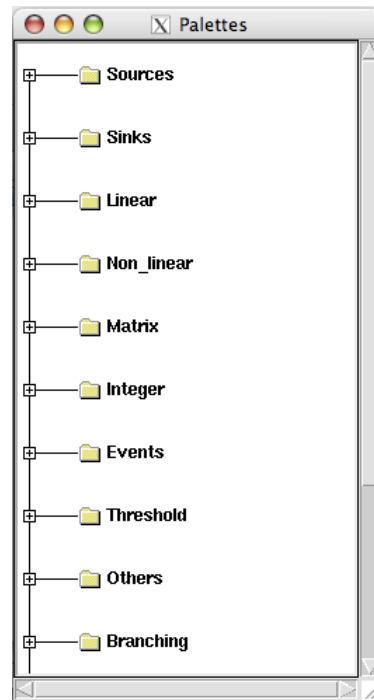 Palettes
Sources
Sinks
Linear
Non_linear
Matrix
Integer
Events
Threshold
Others
Branching